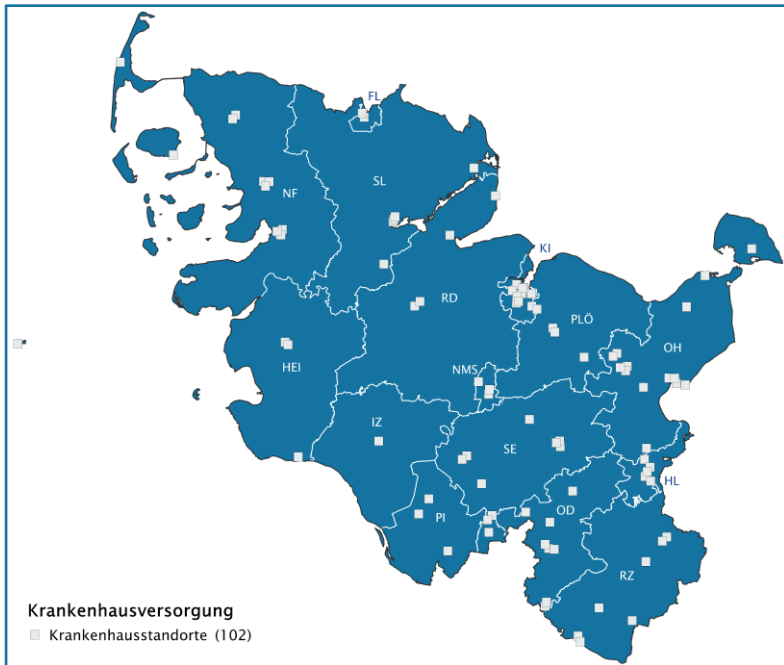 FL
SL
NF
KI
RD
PLÖ
OH
HEI
NMS
IZ
SE
HL
PI
OD
RZ
Krankenhausversorgung
Krankenhausstandorte (102)